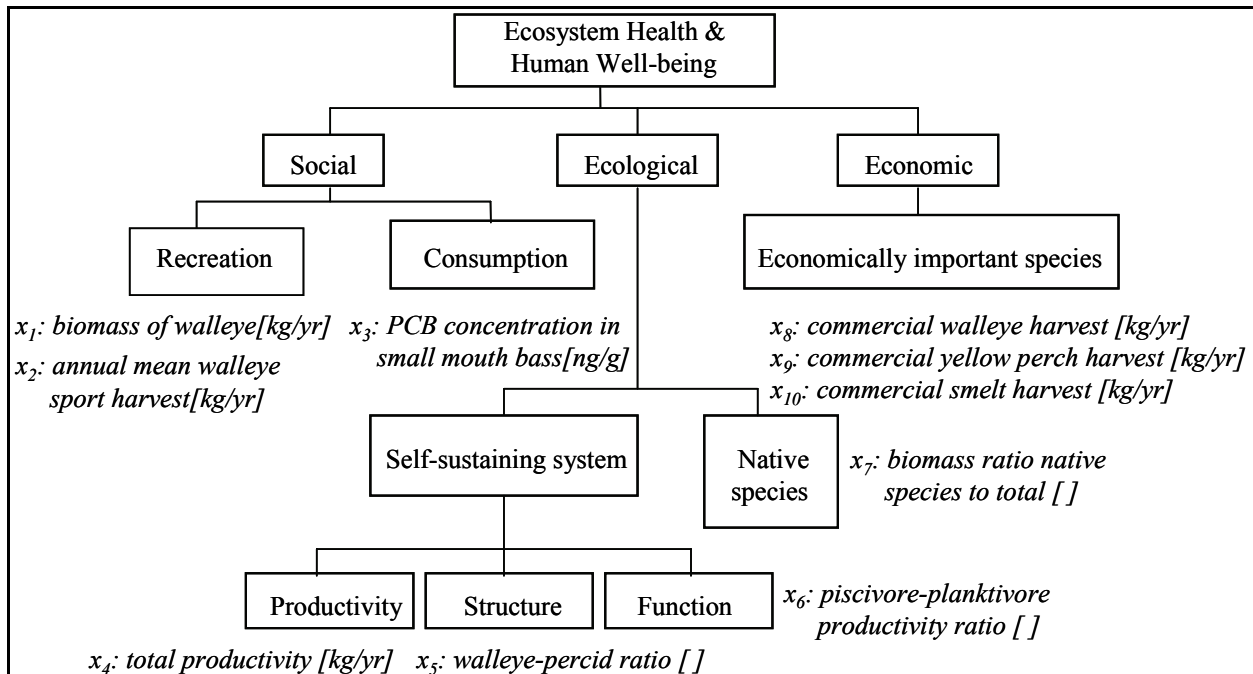 Ecosystem Health &
Human Well-being
Social
Ecological
Economic
Recreation
Consumption
Economically important species
x1: biomass of walleye[kg/yr]
x2: annual mean walleye
sport harvest[kg/yr]
x3: PCB concentration in
small mouth bass[ng/g]
x8: commercial walleye harvest [kg/yr]
x9: commercial yellow perch harvest [kg/yr]
x10: commercial smelt harvest [kg/yr]
Self-sustaining system
Native
species
x7: biomass ratio native
species to total [ ]
Productivity
Structure
Function
x6: piscivore-planktivore
productivity ratio [ ]
x4: total productivity [kg/yr]
x5: walleye-percid ratio [ ]